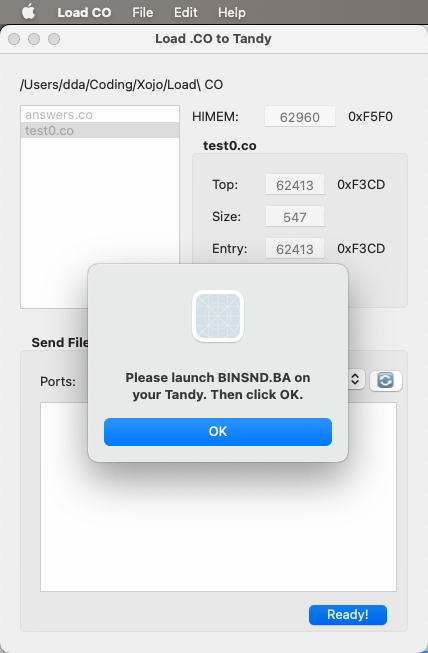 Load CO File Edit Help
Load .CO to Tandy
/Users/dda/Coding/Xojo/Load\ CO
answers.co
test0.co
HIMEM: 62960 0xF5F0
test0.co
Top: 62413 0xF3CD
Size: 547
Entry: 62413 0xF3CD
Send File
Ports:
Please launch BINSND.BA on
your Tandy. Then click OK.
OK
Ready!